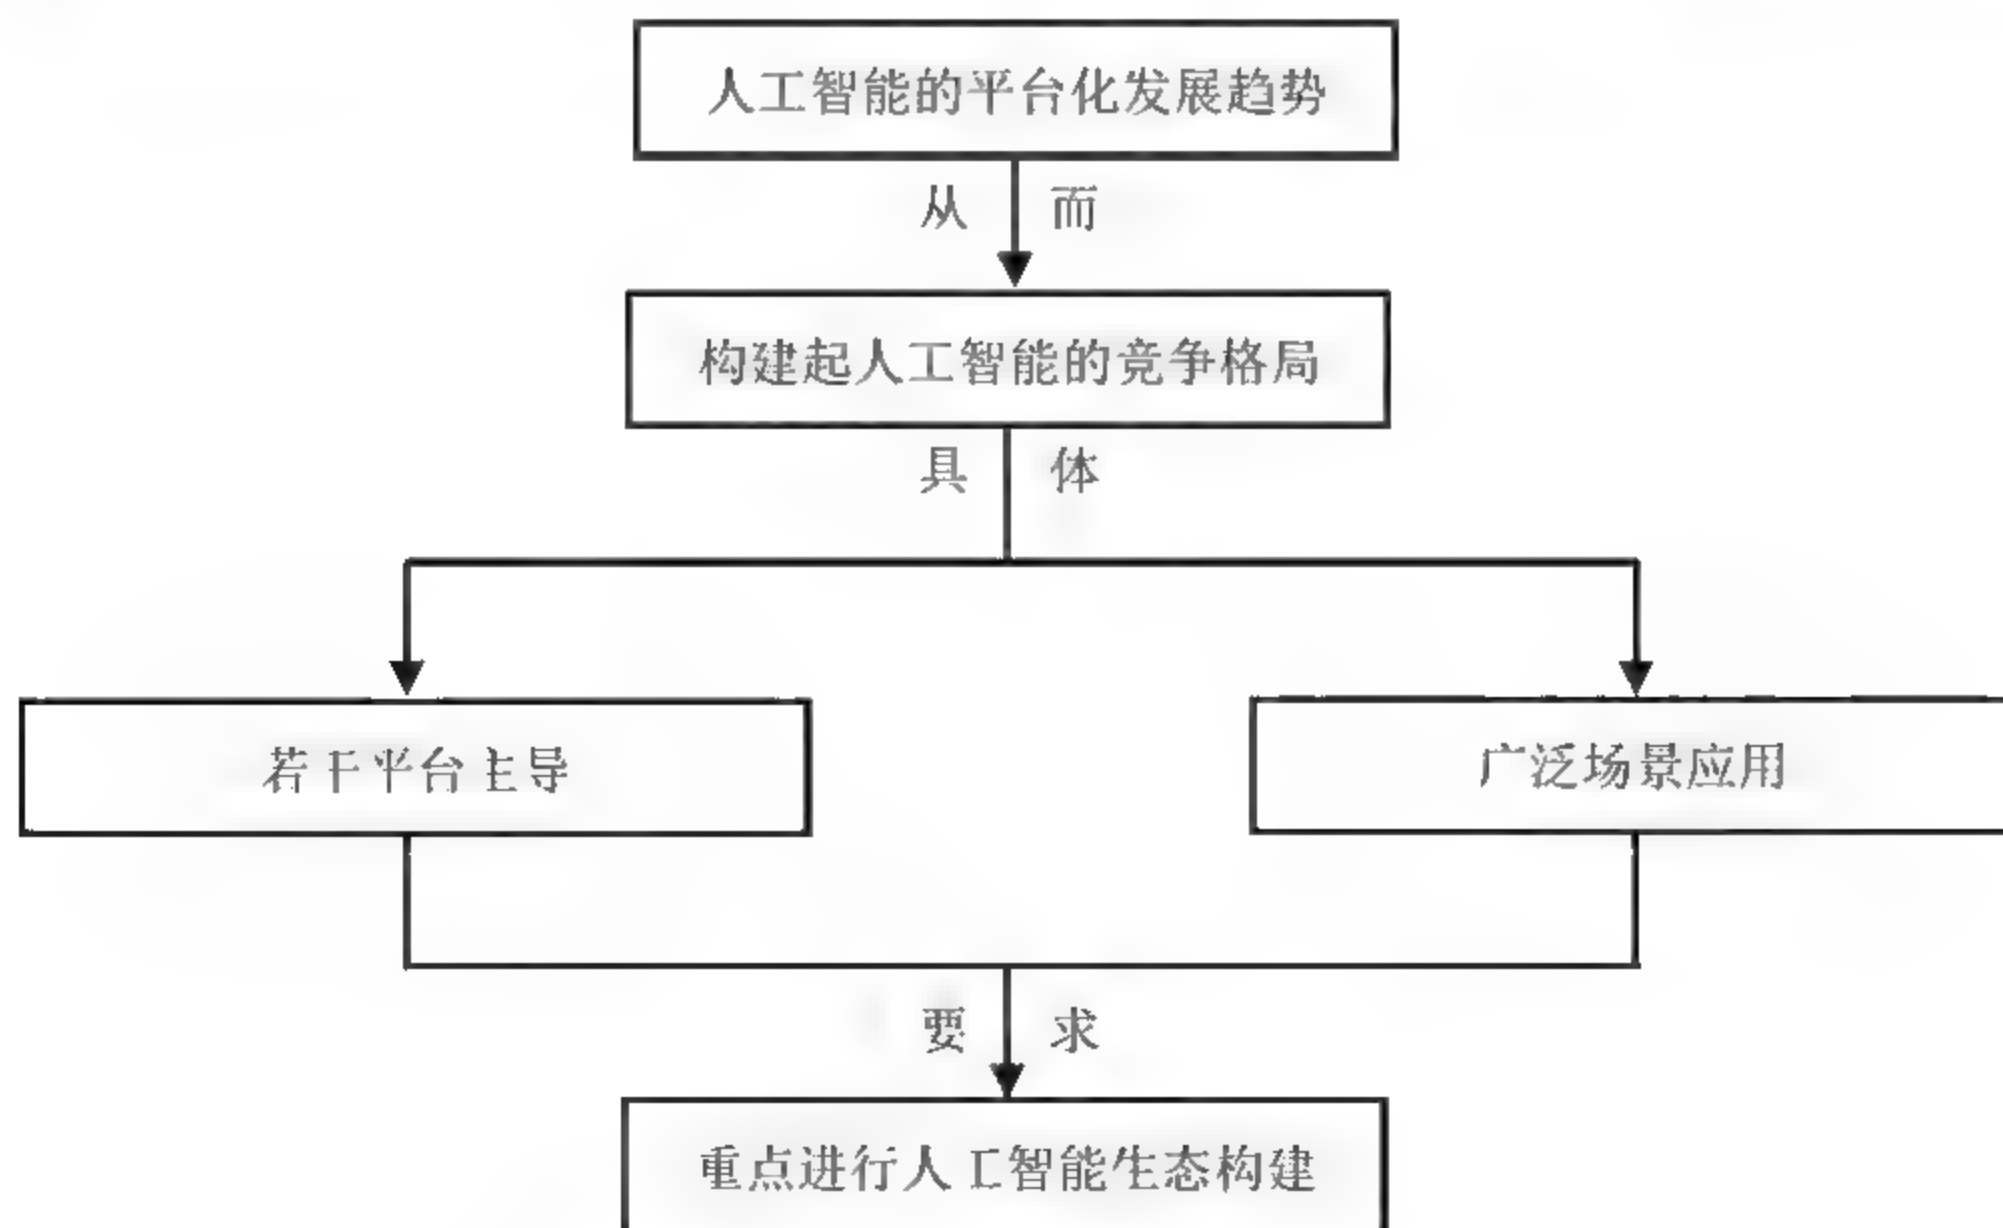 人工智能的平台化发展趋势
从 而
构建起人工智能的竞争格局
具 体
若干平台主导
广泛场景应用
要 求
重点进行人工智能生态构建